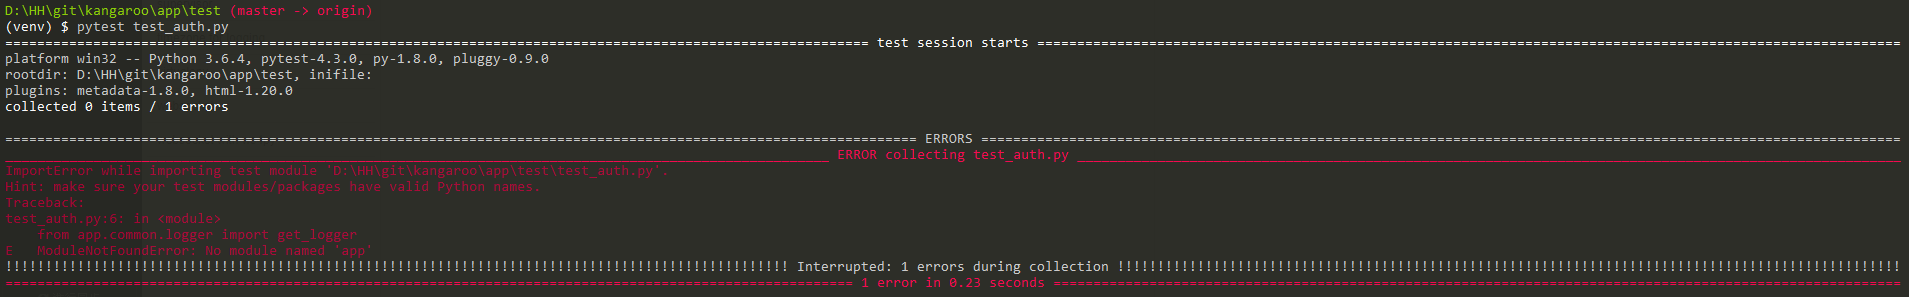 D:\HH\git\kangaroo\app\test (master -> origin)
(venv) $ pytest test_auth.py
============================================================================================================ test session starts ============================================================================================================
platform win32 -- Python 3.6.4, pytest-4.3.0, py-1.8.0, pluggy-0.9.0
rootdir: D:\HH\git\kangaroo\app\test, inifile:
plugins: metadata-1.8.0, html-1.20.0
collected 0 items / 1 errors
================================================================================================================== ERRORS ===================================================================================================================
_______________________________________________________________________________________________________ ERROR collecting test_auth.py _______________________________________________________________________________________________________
ImportError while importing test module 'D:\HH\git\kangaroo\app\test\test_auth.py'.
Hint: make sure your test modules/packages have valid Python names.
Traceback:
test_auth.py:6: in <module>
    from app.common.logger import get_logger
E   ModuleNotFoundError: No module named 'app'
!!!!!!!!!!!!!!!!!!!!!!!!!!!!!!!!!!!!!!!!!!!!!!!!!!!!!!!!!!!!!!!!!!!!!!!!!!!!!!!!!!!!!!!!!!!!!!!!!! Interrupted: 1 errors during collection !!!!!!!!!!!!!!!!!!!!!!!!!!!!!!!!!!!!!!!!!!!!!!!!!!!!!!!!!!!!!!!!!!!!!!!!!!!!!!!!!!!!!!!!!!!!!!!!!!
========================================================================================================== 1 error in 0.23 seconds ==========================================================================================================